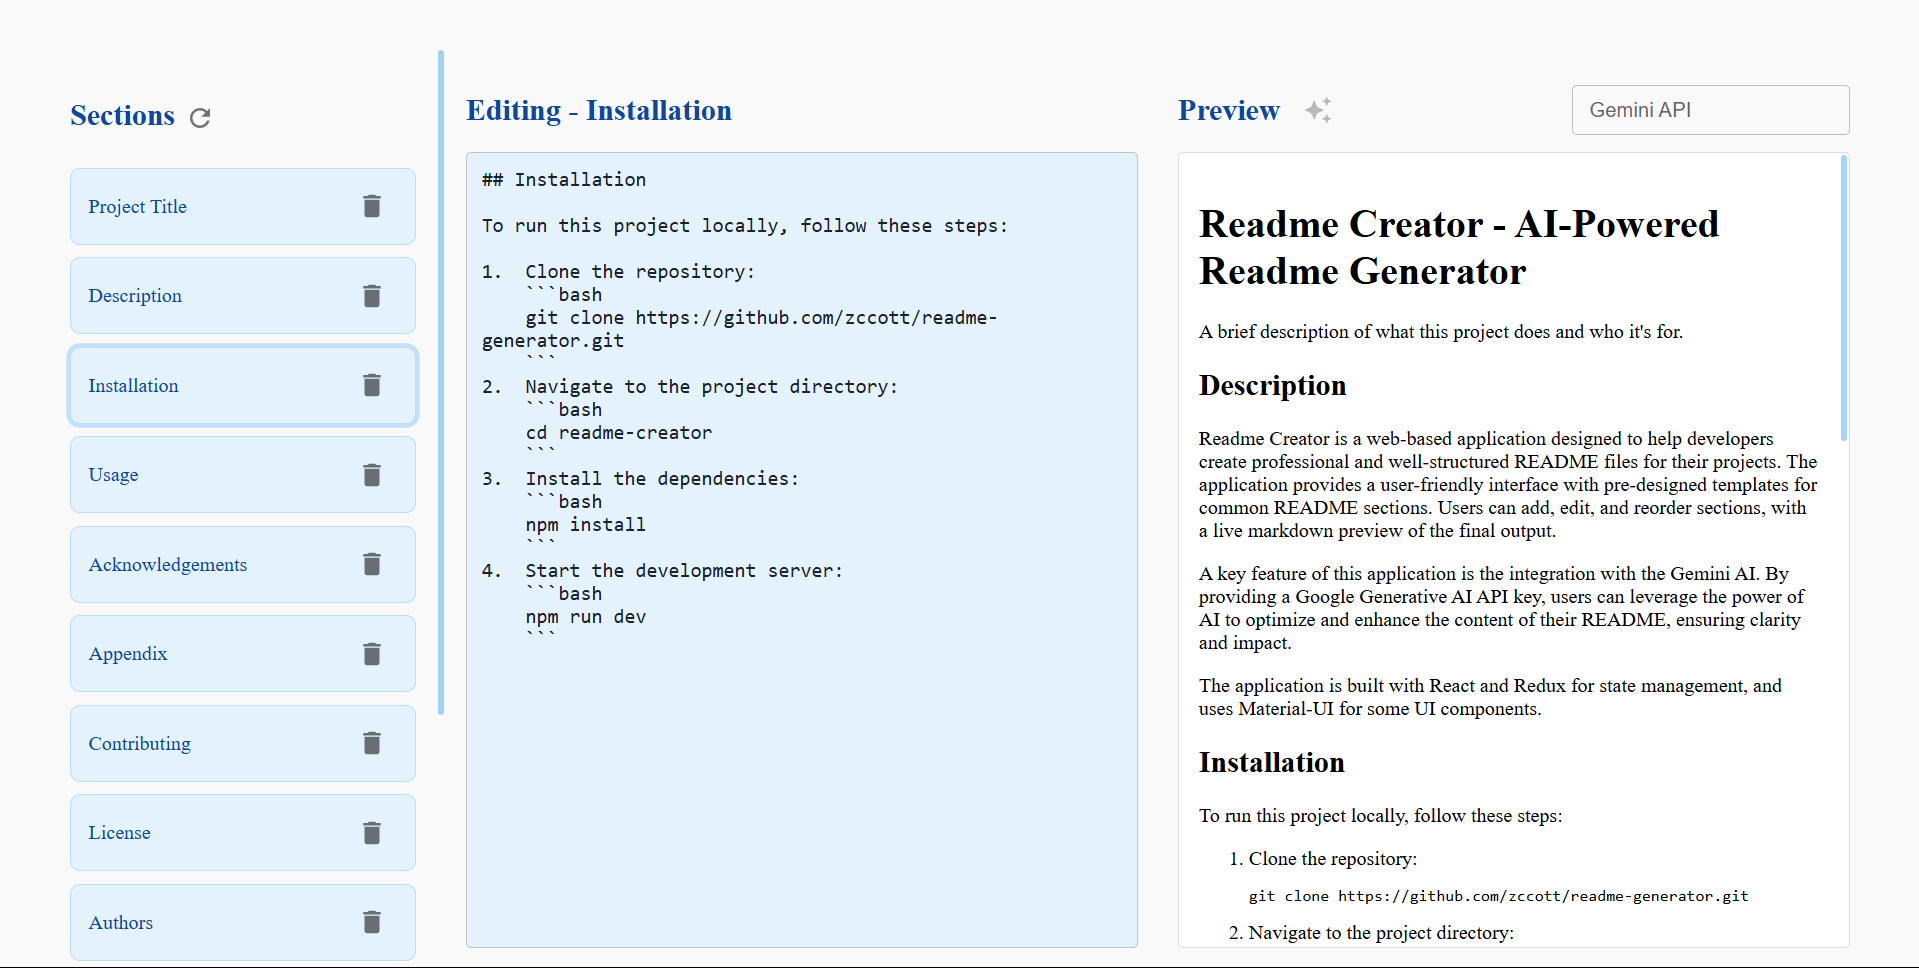 Sections
Project Title
Description
Installation
Usage
Acknowledgements
Appendix
Contributing
License
Authors
Editing - Installation
## Installation
To run this project locally, follow these steps:
1.  Clone the repository:
    ```bash
    git clone https://github.com/zccott/readme-
generator.git
    ```
2.  Navigate to the project directory:
    ```bash
    cd readme-creator
    ```
3.  Install the dependencies:
    ```bash
    npm install
    ```
4.  Start the development server:
    ```bash
    npm run dev
    ```
Preview
Gemini API
Readme Creator - AI-Powered
Readme Generator
A brief description of what this project does and who it's for.
Description
Readme Creator is a web-based application designed to help developers
create professional and well-structured README files for their projects. The
application provides a user-friendly interface with pre-designed templates for
common README sections. Users can add, edit, and reorder sections, with
a live markdown preview of the final output.
A key feature of this application is the integration with the Gemini AI. By
providing a Google Generative AI API key, users can leverage the power of
AI to optimize and enhance the content of their README, ensuring clarity
and impact.
The application is built with React and Redux for state management, and
uses Material-UI for some UI components.
Installation
To run this project locally, follow these steps:
1. Clone the repository:
git clone https://github.com/zccott/readme-generator.git
2. Navigate to the project directory: